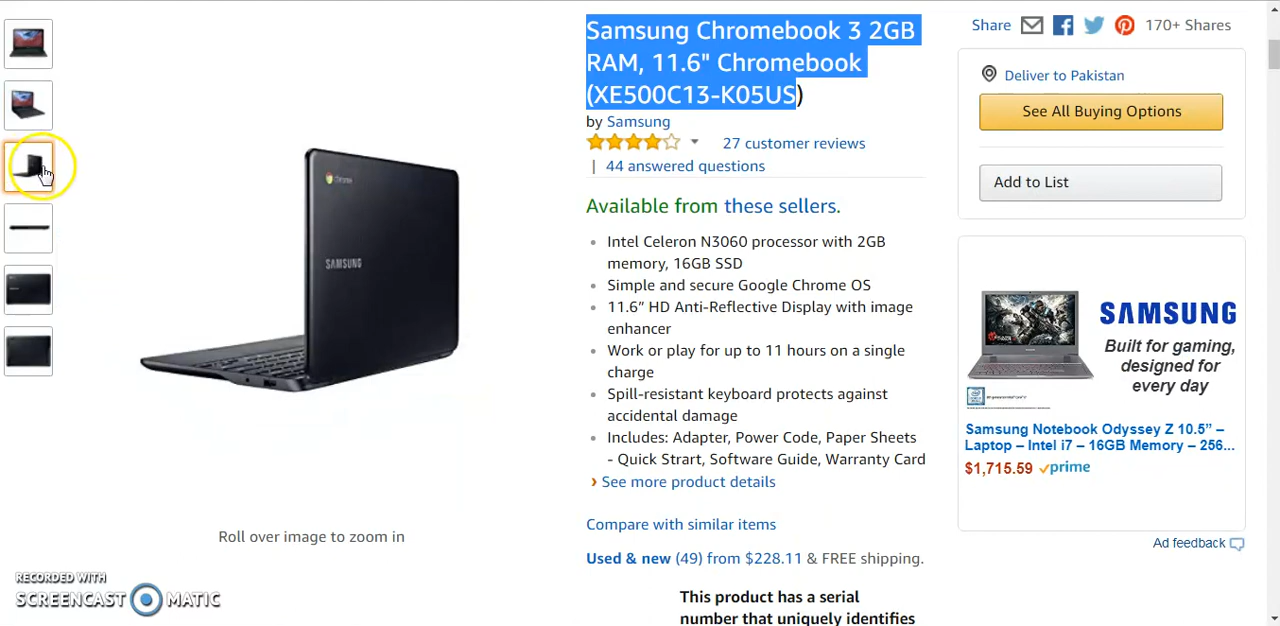 Samsung Chromebook 3 2GB
RAM, 11.6" Chromebook
(XE500C13-K05US)
by Samsung
27 customer reviews
| 44 answered questions
Available from these sellers.
• Intel Celeron N3060 processor with 2GB
memory, 16GB SSD
• Simple and secure Google Chrome OS
• 11.6” HD Anti-Reflective Display with image
enhancer
• Work or play for up to 11 hours on a single
charge
• Spill-resistant keyboard protects against
accidental damage
• Includes: Adapter, Power Code, Paper Sheets
- Quick Strart, Software Guide, Warranty Card
› See more product details
Compare with similar items
Used & new (49) from $228.11 & FREE shipping.
This product has a serial
number that uniquely identifies
Share 170+ Shares
Deliver to Pakistan
See All Buying Options
Add to List
SAMSUNG
Built for gaming,
designed for
every day
Samsung Notebook Odyssey Z 10.5” –
Laptop – Intel i7 – 16GB Memory – 256...
$1,715.59 prime
Ad feedback
chrome
SAMSUNG
Roll over image to zoom in
RECORDED WITH
SCREENCAST MATIC